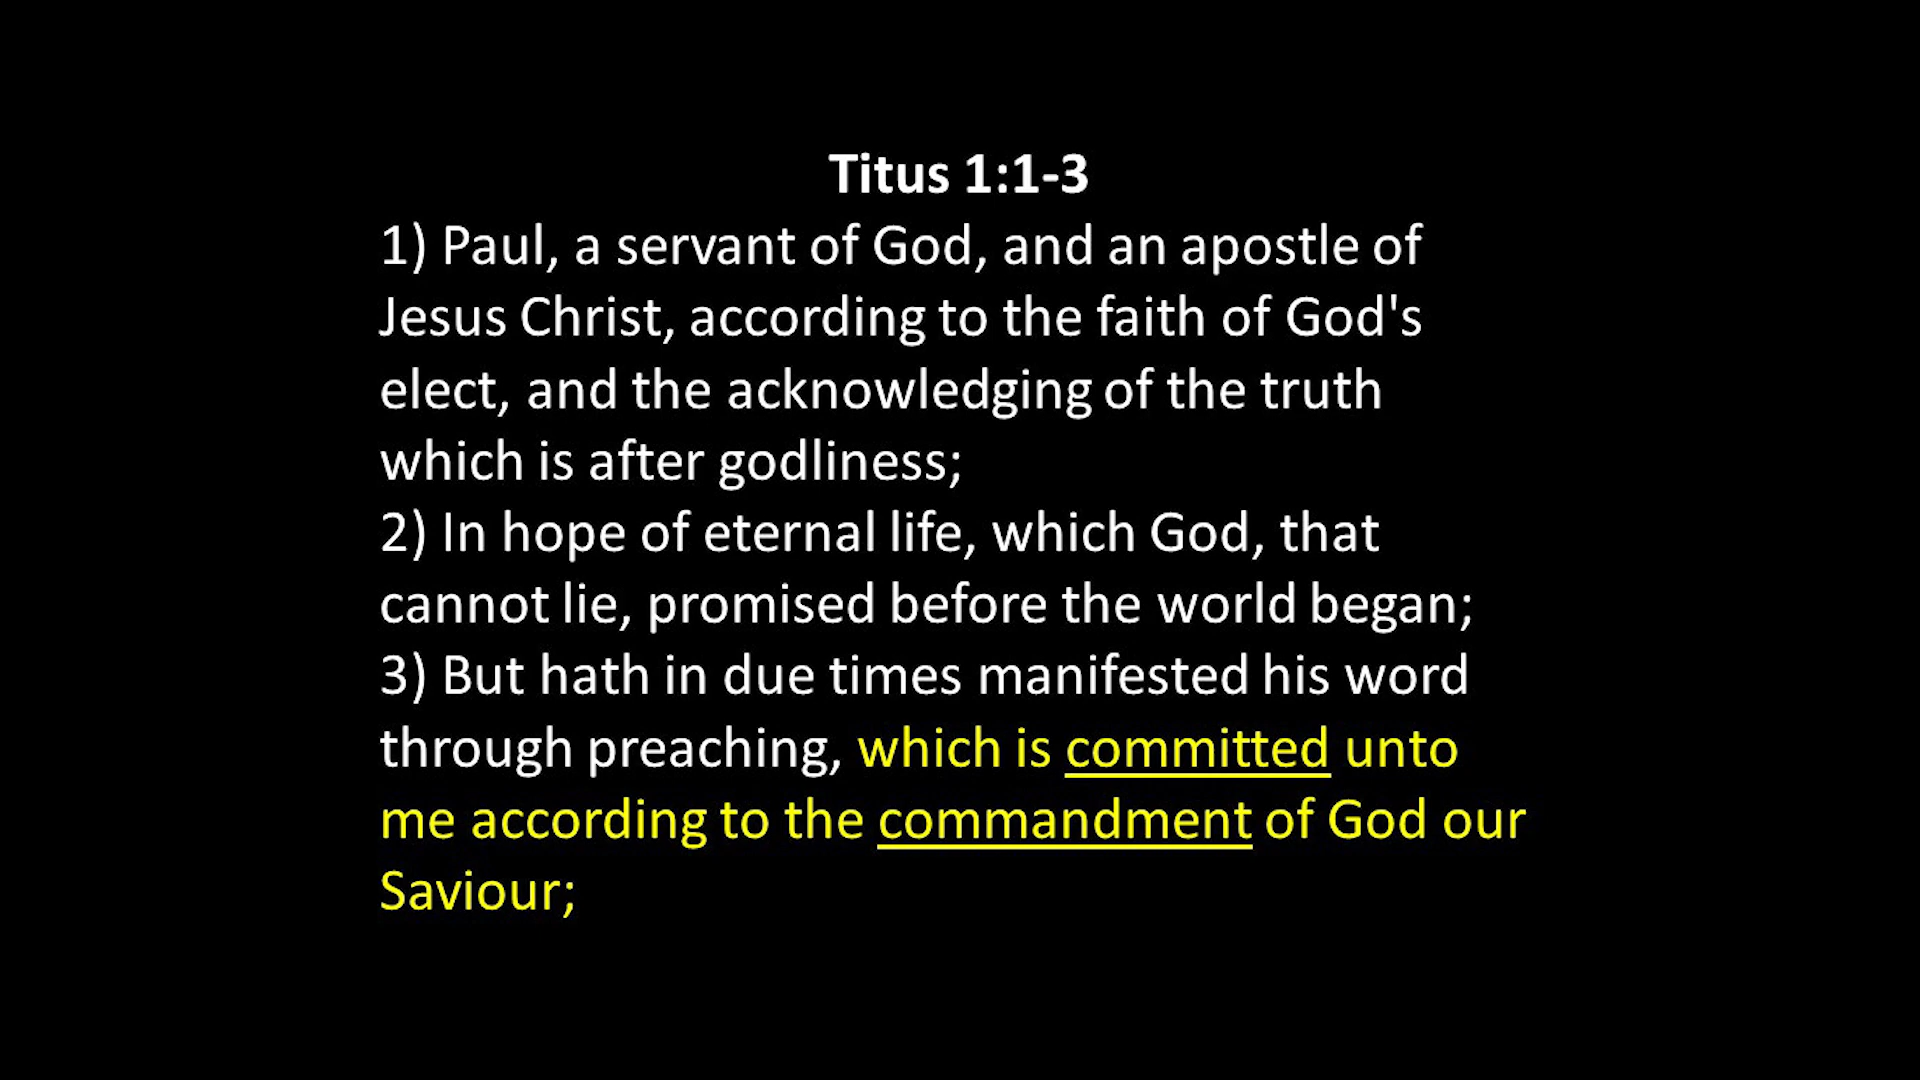 Titus 1:1-3
1) Paul, a servant of God, and an apostle of
Jesus Christ, according to the faith of God's
elect, and the acknowledging of the truth
which is after godliness;
2) In hope of eternal life, which God, that
cannot lie, promised before the world began;
3) But hath in due times manifested his word
through preaching, which is committed unto
me according to the commandment of God our
Saviour;